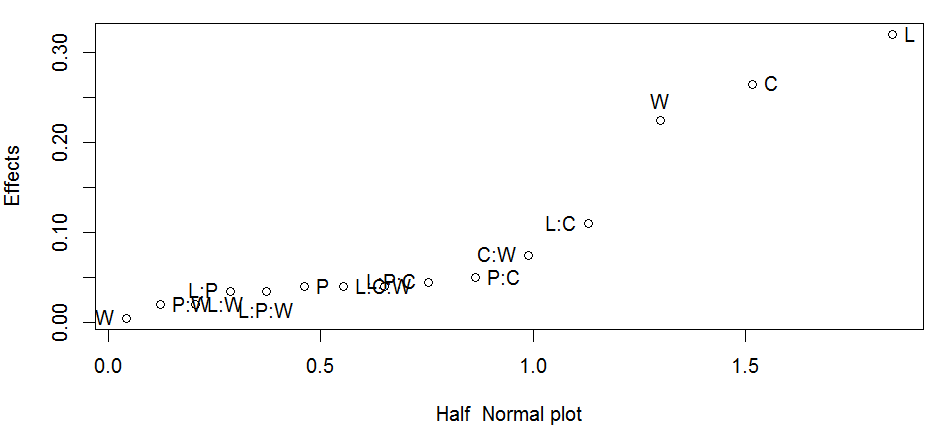 L
C
W
L:C
C:W
P:C
L:P:C
L:P
P
L:C:W
P:W
L:W
L:P:W
W
0.00
0.10
0.20
0.30
Effects
0.0
0.5
1.0
1.5
Half Normal plot